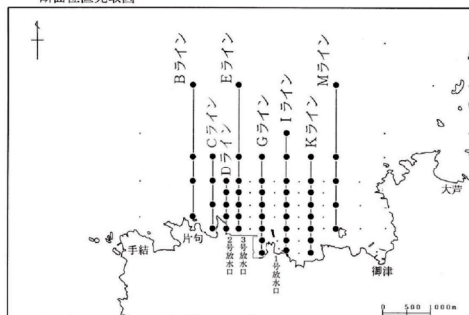 Bライン
Cライン
Dライン
Eライン
Gライン
Iライン
Kライン
Mライン
大芦
片句
手結
御津
2号放水口
3号放水口
1号放水口
0 500 1000m